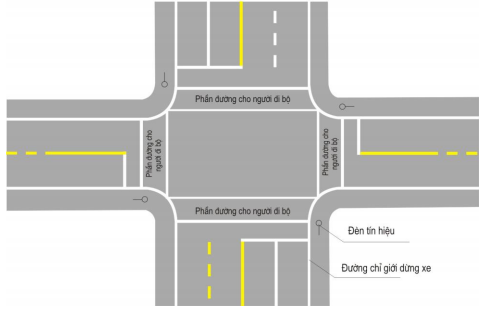 Phần đường cho người đi bộ
Phần đường cho
người đi bộ
Phần đường cho
người đi bộ
Phần đường cho người đi bộ
Đèn tín hiệu
Đường chỉ giới dừng xe